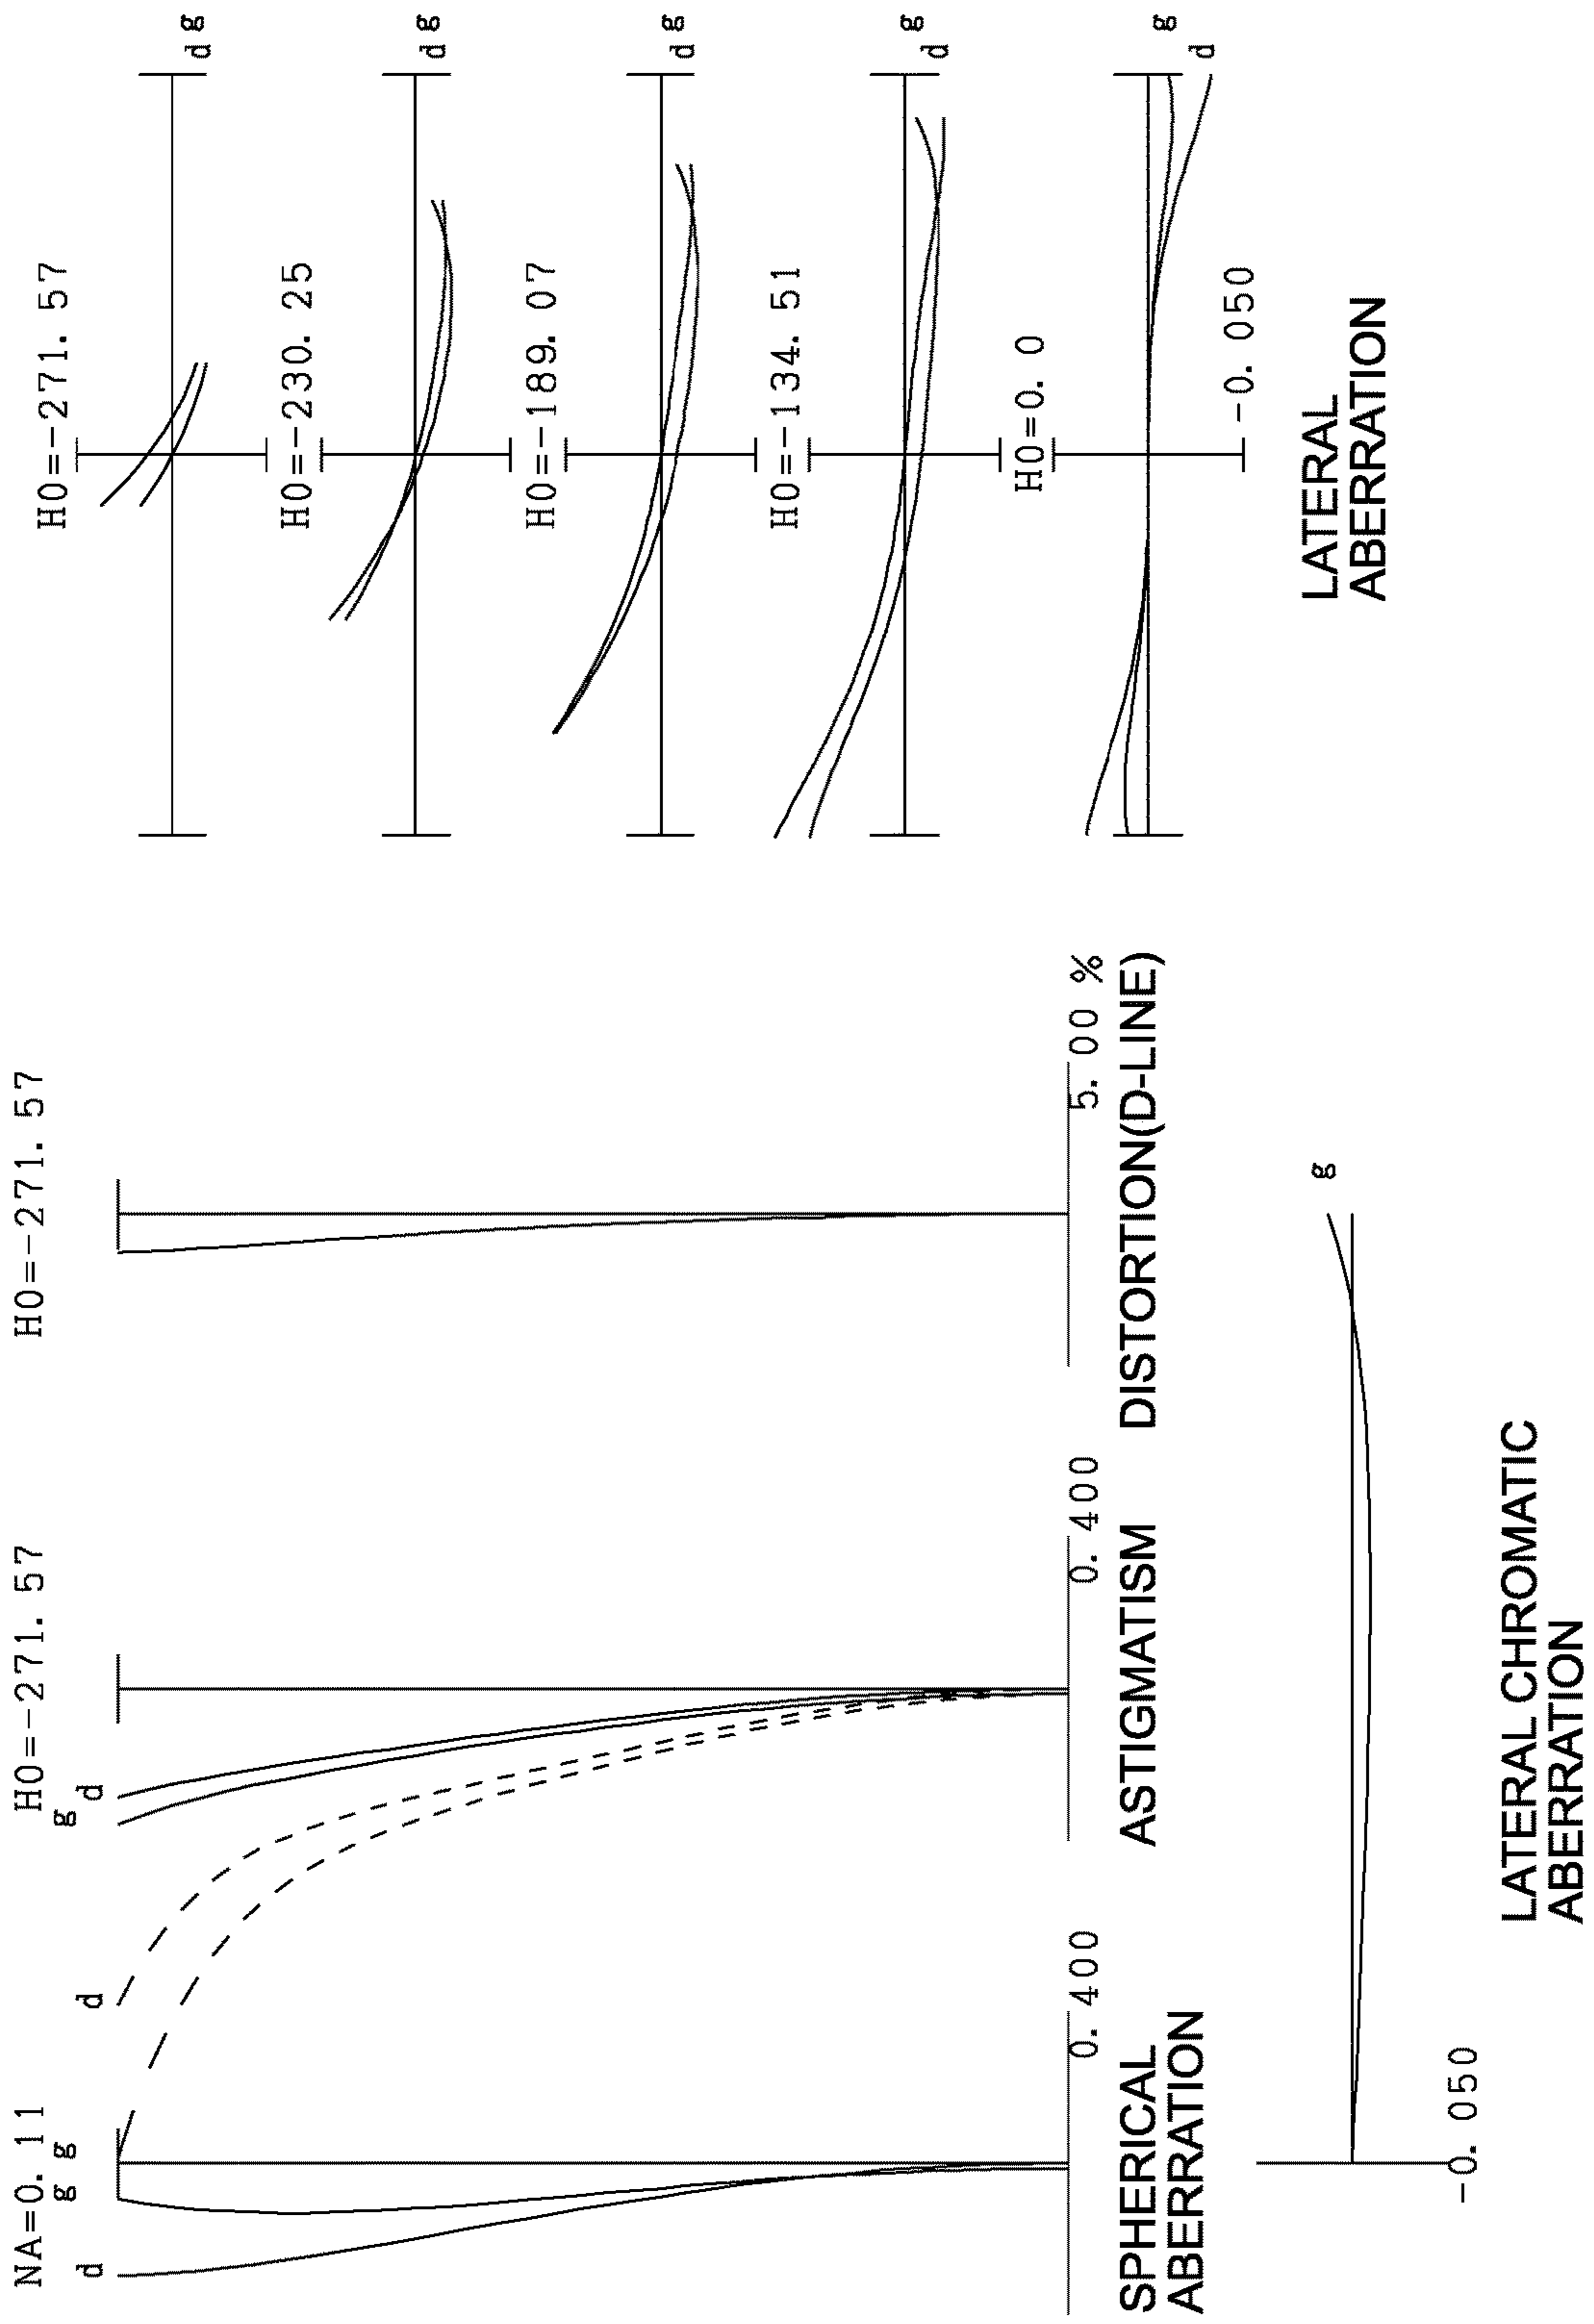 NA=0. 11
d
g
g
0. 400
SPHERICAL
ABERRATION
H0=-271. 57
d
g
d
0. 400
ASTIGMATISM
H0=-271. 57
5. 00 %
DISTORTION(D-LINE)
H0=-271. 57
d
g
H0=-230. 25
d
g
H0=-189. 07
d
g
H0=-134. 51
d
g
H0=0. 0
g
d
-0. 050
LATERAL
ABERRATION
g
-0. 050
LATERAL CHROMATIC
ABERRATION